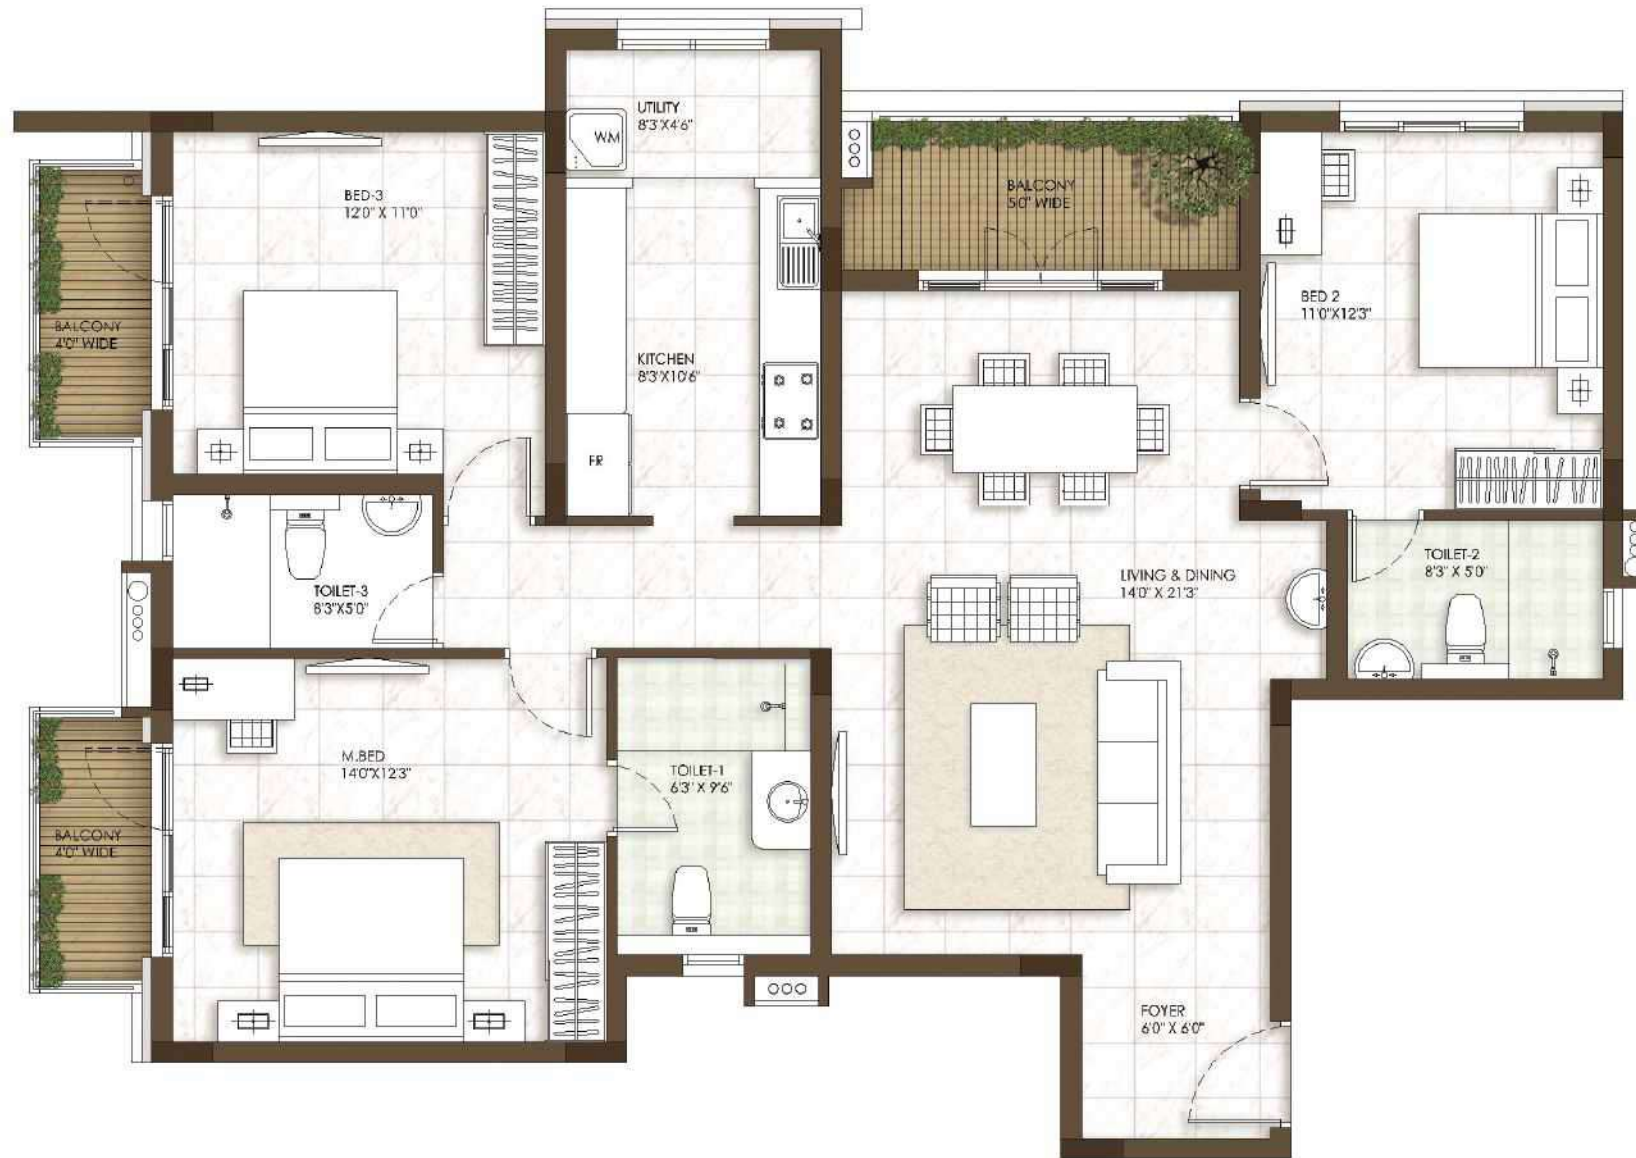 UTILITY
8'3"X4'6"
WM
BED-3
12'0" X 11'0"
BALCONY
5'0" WIDE
BED 2
11'0"X12'3"
BALCONY
4'0" WIDE
KITCHEN
8'3"X10'6"
FR
TOILET-3
8'3"X5'0"
LIVING & DINING
14'0" X 21'3"
TOILET-2
8'3" X 5'0"
M.BED
14'0"X12'3"
TOILET-1
6'3" X 9'6"
BALCONY
4'0" WIDE
FOYER
6'0" X 6'0"